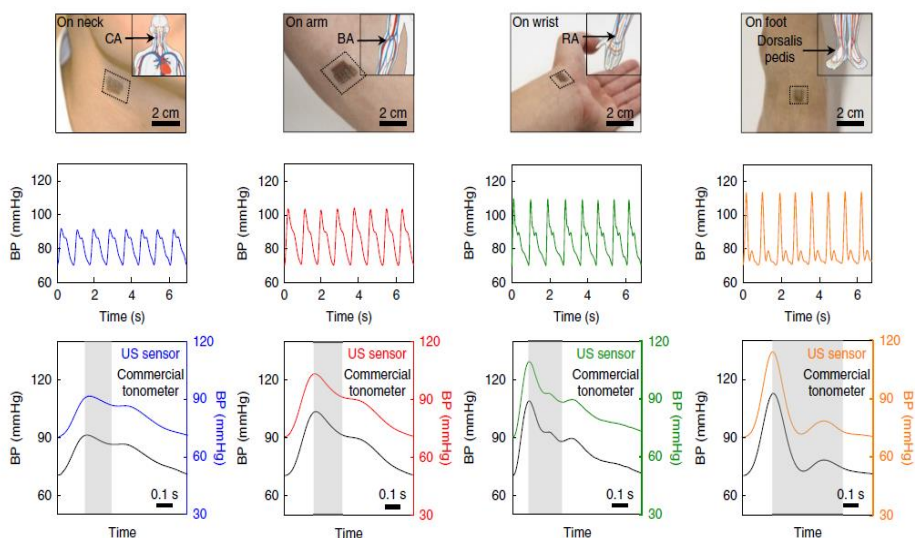 On neck
CA
2 cm
On arm
BA
2 cm
On wrist
RA
2 cm
On foot
Dorsalis
pedis
2 cm
BP (mmHg)
120
100
80
60
0 2 4 6
Time (s)
BP (mmHg)
120
100
80
60
0 2 4 6
Time (s)
BP (mmHg)
120
100
80
60
0 2 4 6
Time (s)
BP (mmHg)
120
100
80
60
0 2 4 6
Time (s)
BP (mmHg)
120
90
60
US sensor
Commercial
tonometer
0.1 s
Time
120
90
60
30
BP (mmHg)
BP (mmHg)
120
90
60
US sensor
Commercial
tonometer
0.1 s
Time
120
90
60
30
BP (mmHg)
BP (mmHg)
120
90
60
US sensor
Commercial
tonometer
0.1 s
Time
120
90
60
30
BP (mmHg)
BP (mmHg)
120
90
60
US sensor
Commercial
tonometer
0.1 s
Time
120
90
60
30
BP (mmHg)